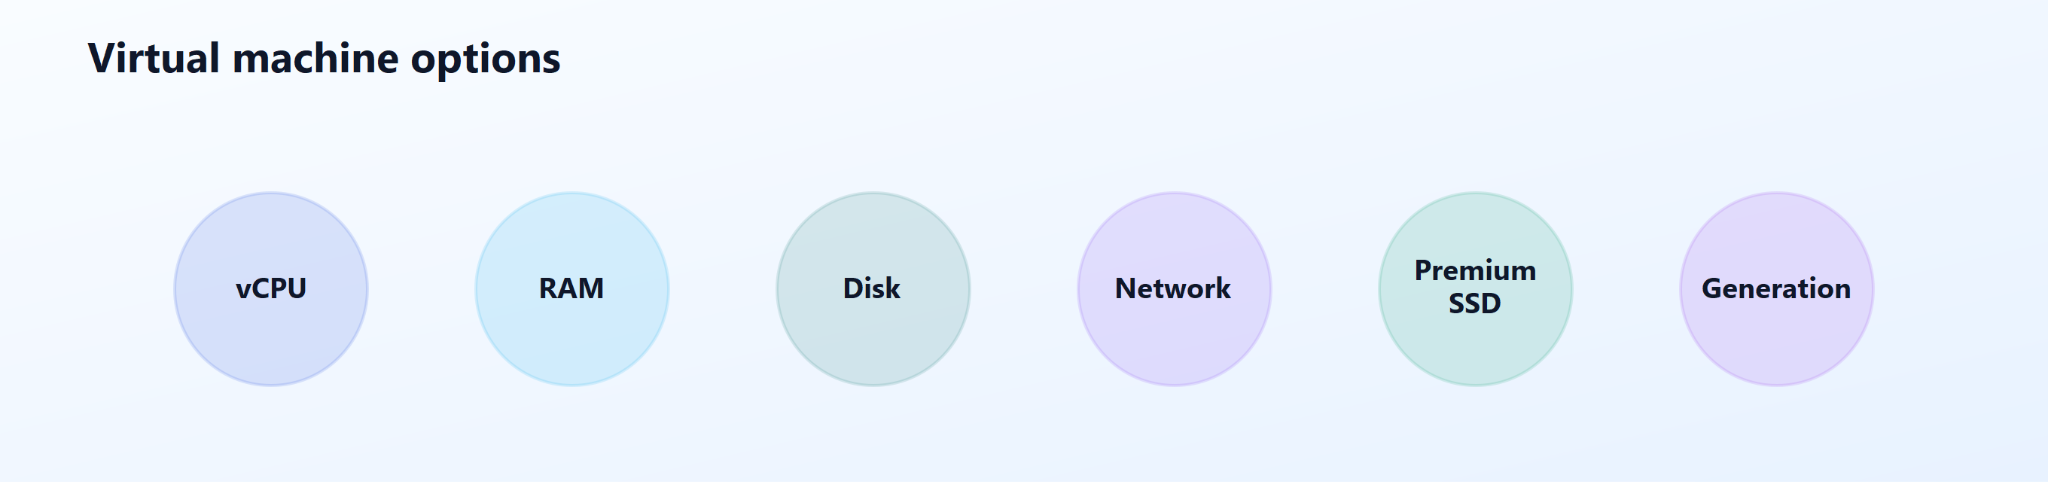 Virtual machine options
vCPU
RAM
Disk
Network
Premium
SSD
Generation